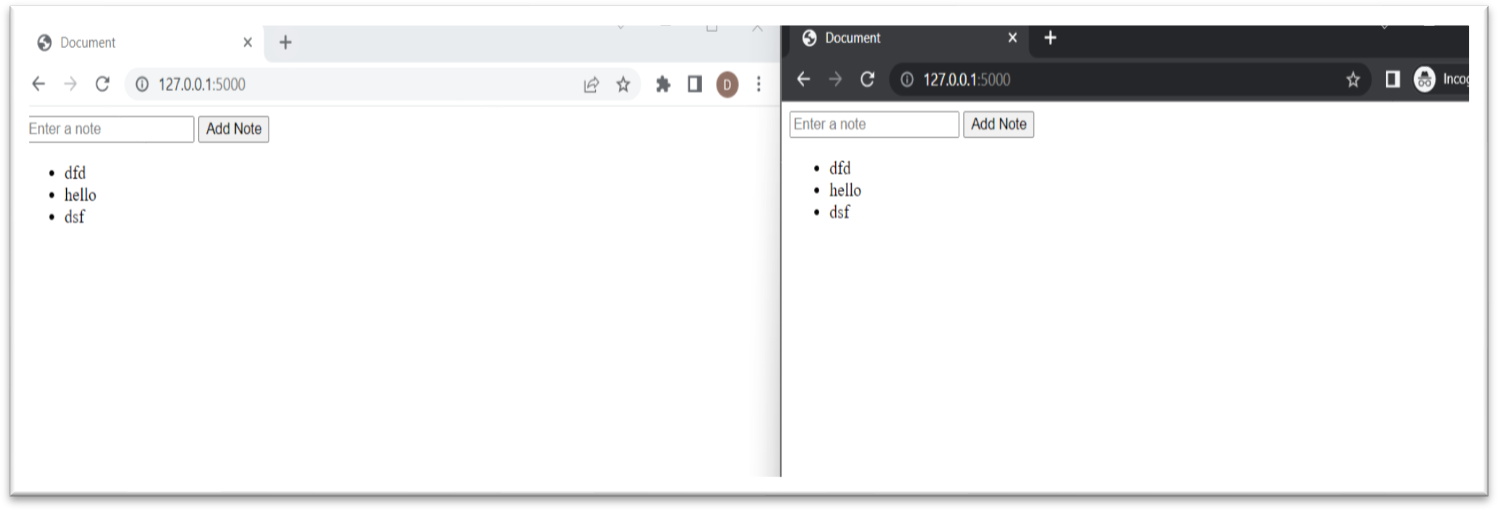 Document
127.0.0.1:5000
D
Enter a note Add Note
dfd
hello
dsf
Document
127.0.0.1:5000
Incog
Enter a note Add Note
dfd
hello
dsf